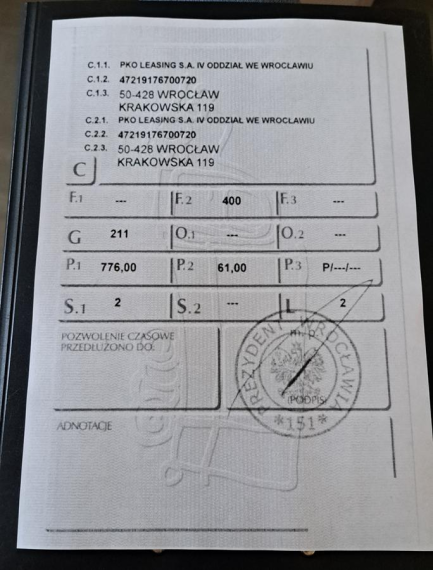 C.1.1. PKO LEASING S.A. IV ODDZIAŁ WE WROCŁAWIU
C.1.2. 47219176700720
C.1.3. 50-428 WROCŁAW
KRAKOWSKA 119
C.2.1. PKO LEASING S.A. IV ODDZIAŁ WE WROCŁAWIU
C.2.2. 47219176700720
C.2.3. 50-428 WROCŁAW
KRAKOWSKA 119
C
F.1 --- F.2 400 F.3 ---
G 211 O.1 --- O.2 ---
P.1 776,00 P.2 61,00 P.3 P/---/---
S.1 2 S.2 --- L 2
POZWOLENIE CZASOWE
PRZEDŁUŻONO DO:
PREZYDENT WROCŁAWIA
m.p.
(PODPIS)
*151*
ADNOTACJE